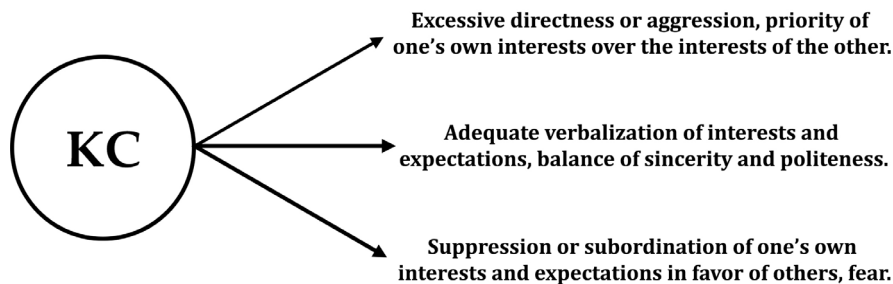 KC
Excessive directness or aggression, priority of
one’s own interests over the interests of the other.
Adequate verbalization of interests and
expectations, balance of sincerity and politeness.
Suppression or subordination of one’s own
interests and expectations in favor of others, fear.